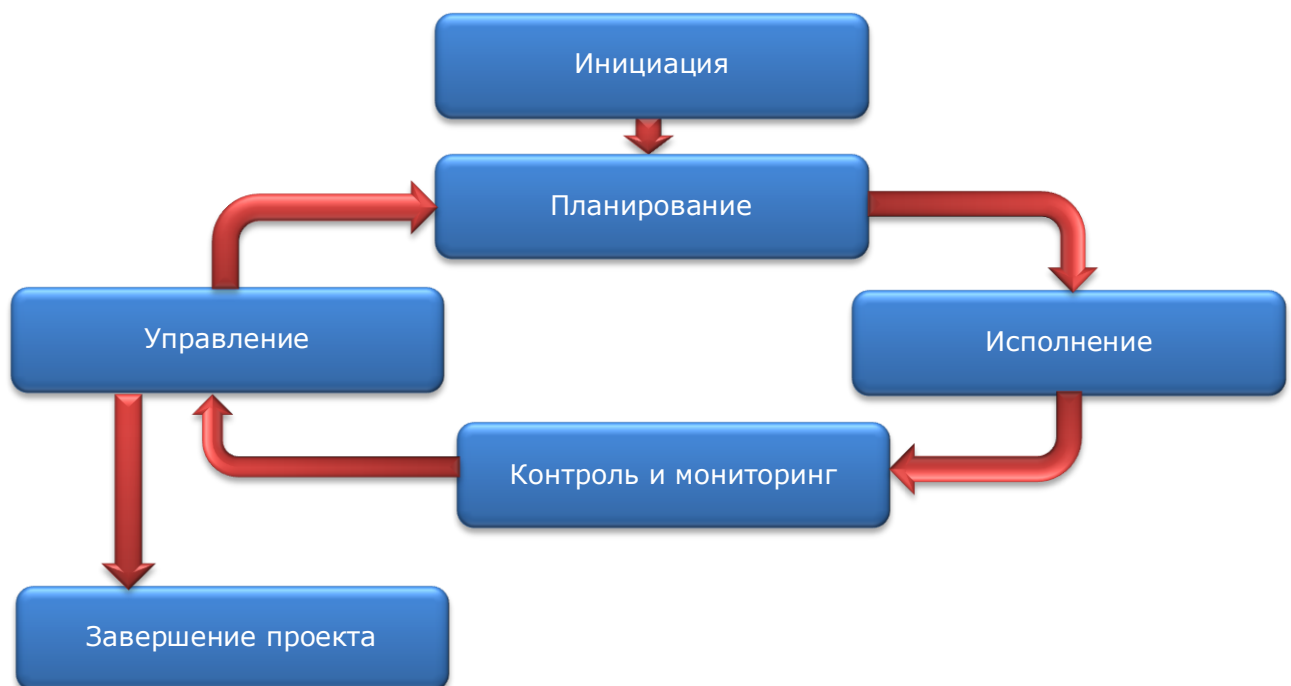 Инициация
Планирование
Управление
Исполнение
Контроль и мониторинг
Завершение проекта